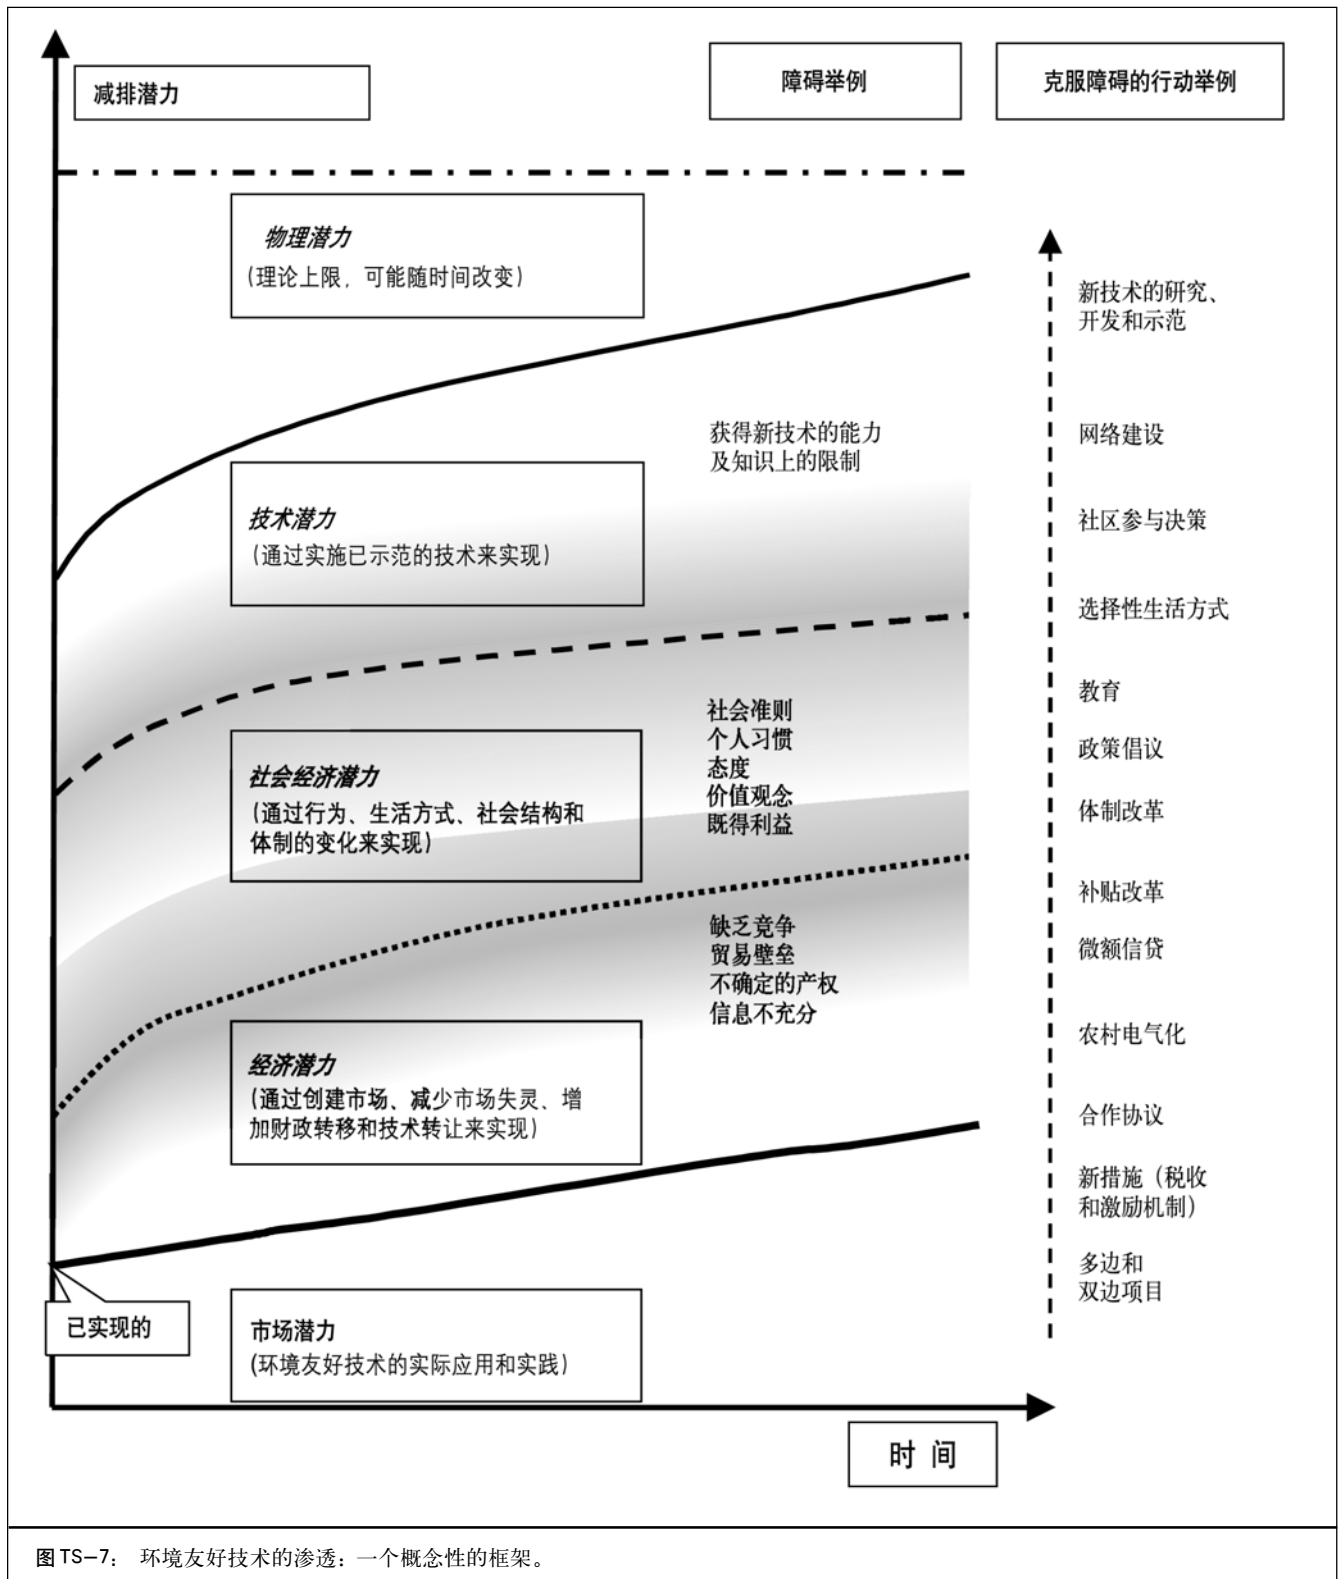 减排潜力
障碍举例
克服障碍的行动举例
物理潜力
(理论上限，可能随时间改变)
新技术的研究、
开发和示范
获得新技术的能力
及知识上的限制
网络建设
技术潜力
(通过实施已示范的技术来实现)
社区参与决策
选择性生活方式
教育
社会准则
个人习惯
态度
价值观念
既得利益
政策倡议
社会经济潜力
(通过行为、生活方式、社会结构和
体制的变化来实现)
体制改革
补贴改革
缺乏竞争
贸易壁垒
不确定的产权
信息不充分
微额信贷
农村电气化
经济潜力
(通过创建市场、减少市场失灵、增
加财政转移和技术转让来实现)
合作协议
新措施（税收
和激励机制）
多边和
双边项目
已实现的
市场潜力
(环境友好技术的实际应用和实践)
时 间
图 TS–7： 环境友好技术的渗透：一个概念性的框架。